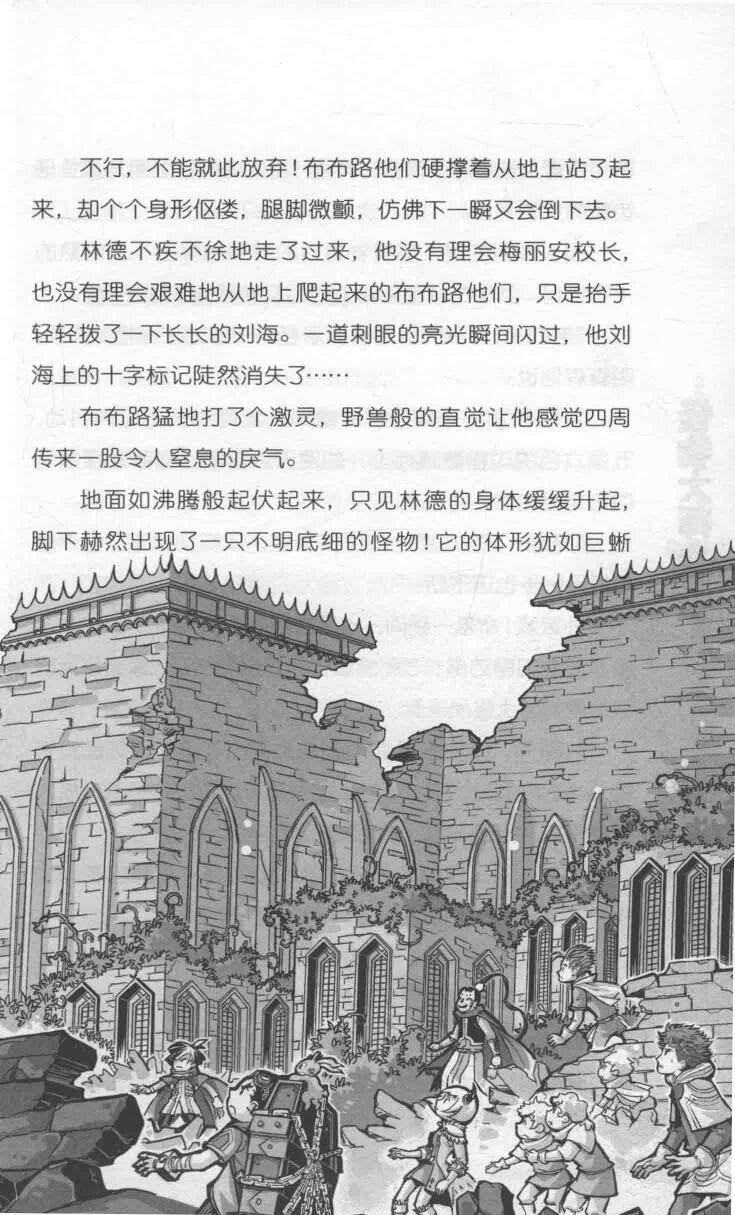 不行，不能就此放弃！布布路他们硬撑着从地上站了起
来，却个个身形伛偻，腿脚微颤，仿佛下一瞬又会倒下去。
林德不疾不徐地走了过来，他没有理会梅丽安校长，
也没有理会艰难地从地上爬起来的布布路他们，只是抬手
轻轻拨了一下长长的刘海。一道刺眼的亮光瞬间闪过，他刘
海上的十字标记陡然消失了……
布布路猛地打了个激灵，野兽般的直觉让他感觉四周
传来一股令人窒息的戾气。
地面如沸腾般起伏起来，只见林德的身体缓缓升起，
脚下赫然出现了一只不明底细的怪物！它的体形犹如巨蜥